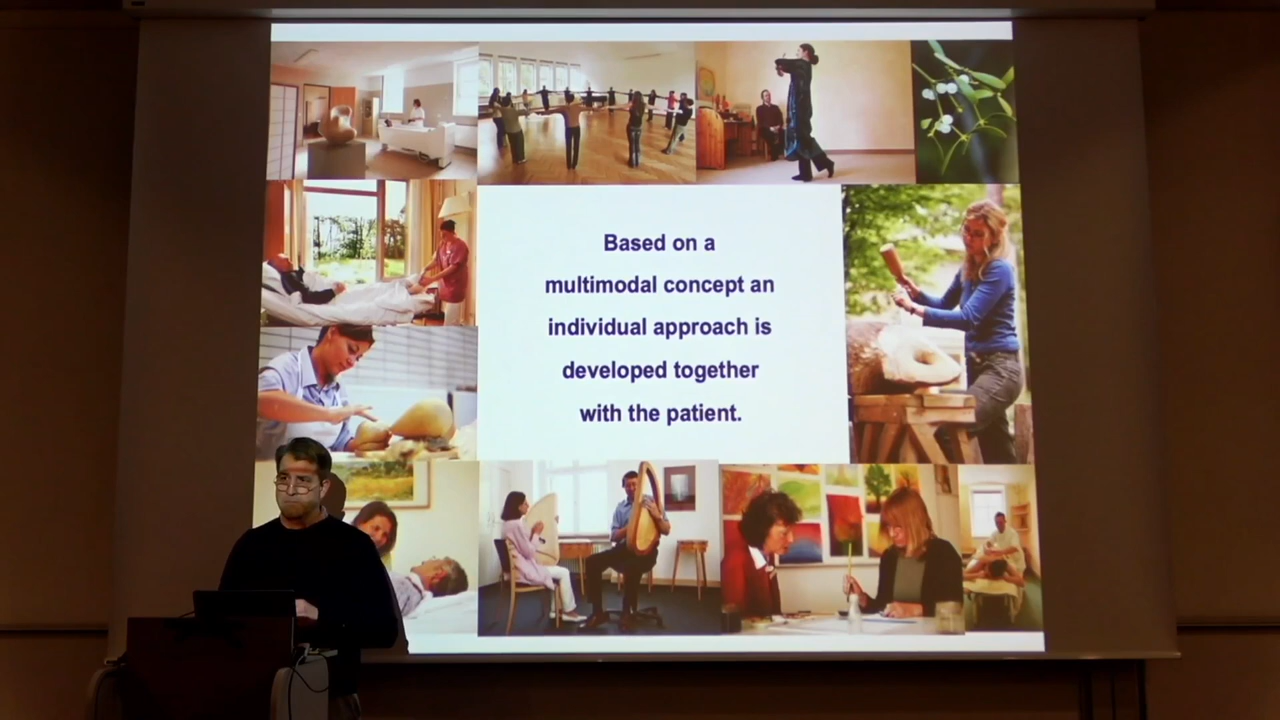 Based on a
multimodal concept an
individual approach is
developed together
with the patient.